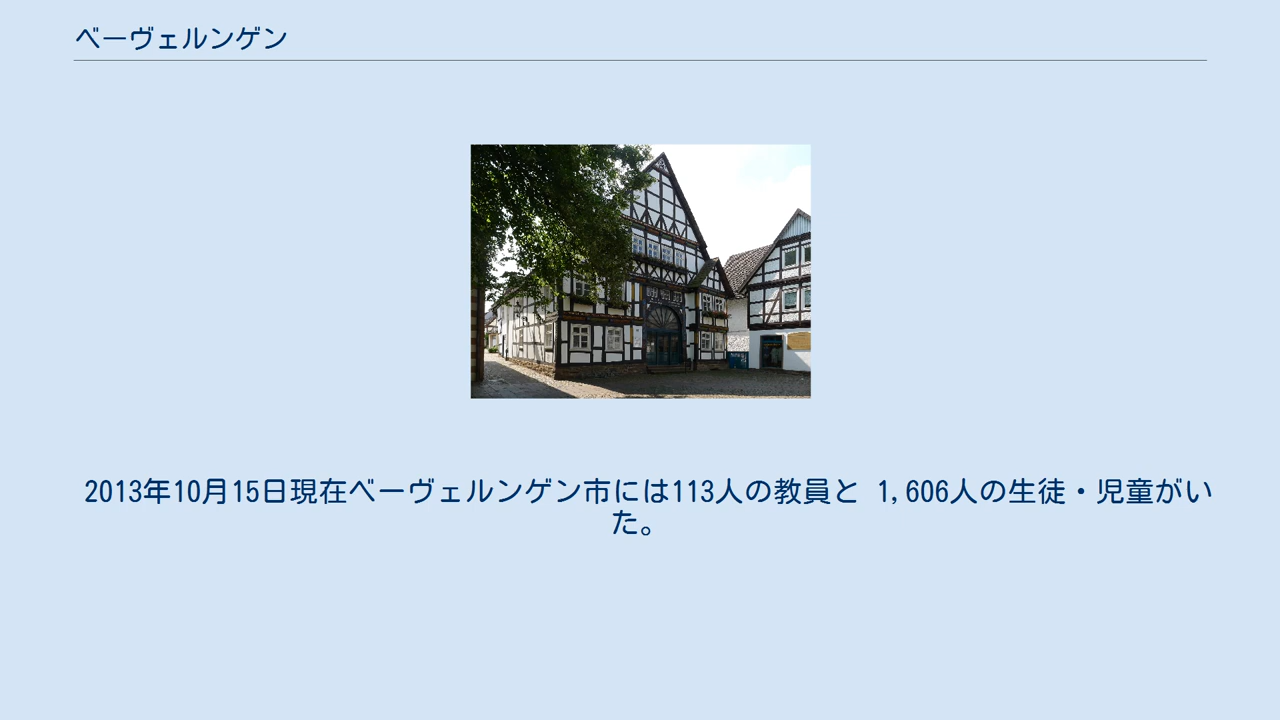 ベーヴェルンゲン
2013年10月15日現在ベーヴェルンゲン市には113人の教員と 1,606人の生徒・児童がい
た。